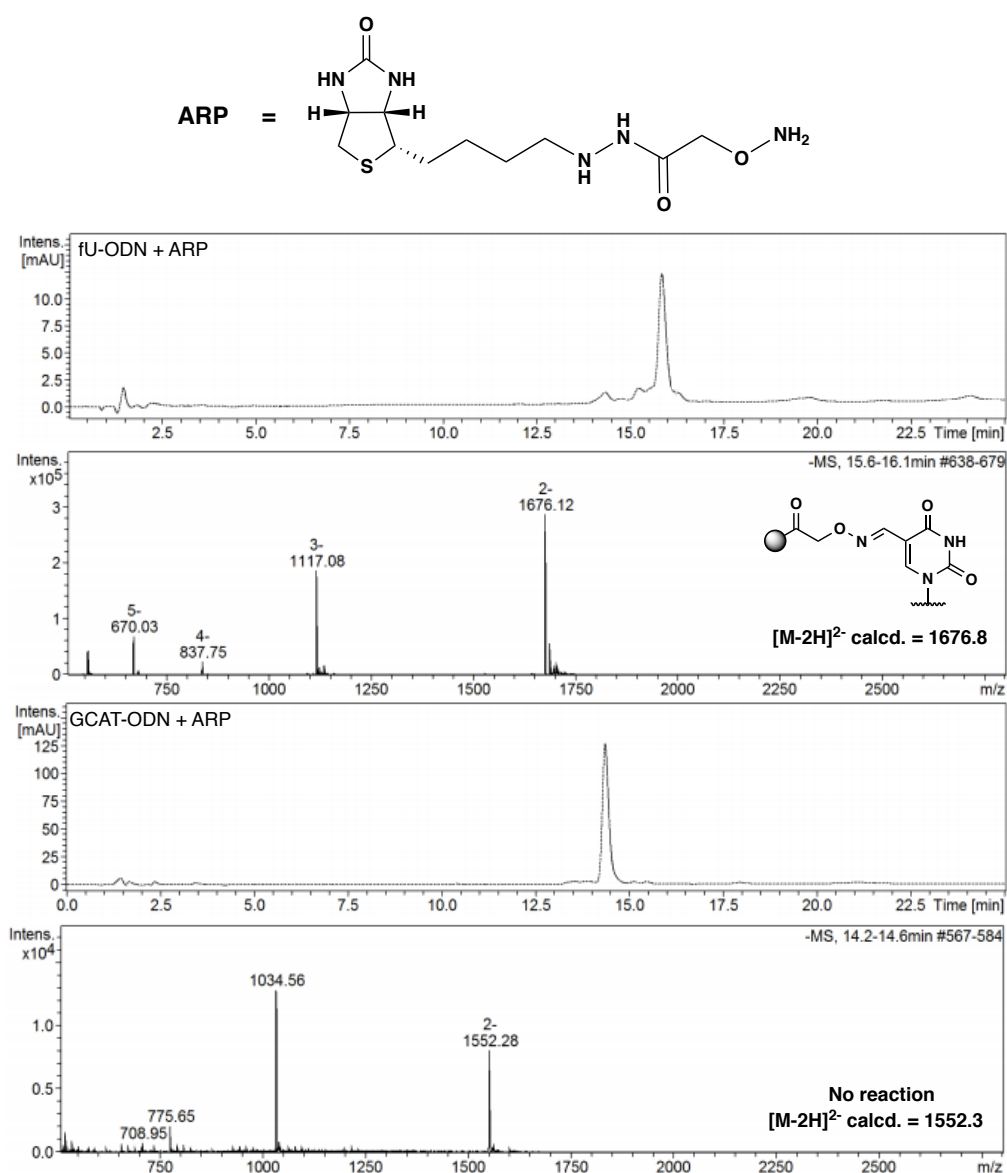 O
HN NH
H H
ARP =
S
N
H
H
N
O
O
NH₂
Intens.
[mAU]
fU-ODN + ARP
10.0
7.5
5.0
2.5
0.0
2.5 5.0 7.5 10.0 12.5 15.0 17.5 20.0 22.5 Time [min]
Intens.
x10⁵
-MS, 15.6-16.1min #638-679
3
2
1
0
2-
1676.12
3-
1117.08
5-
670.03
4-
837.75
O
O
N
O
NH
N
O
[M-2H]²⁻ calcd. = 1676.8
750 1000 1250 1500 1750 2000 2250 2500 m/z
Intens.
[mAU]
GCAT-ODN + ARP
125
100
75
50
25
0
0.0 2.5 5.0 7.5 10.0 12.5 15.0 17.5 20.0 22.5 Time [min]
Intens.
x10⁴
-MS, 14.2-14.6min #567-584
1.0
0.5
0.0
1034.56
2-
1552.28
775.65
708.95
No reaction
[M-2H]²⁻ calcd. = 1552.3
750 1000 1250 1500 1750 2000 2250 2500 m/z